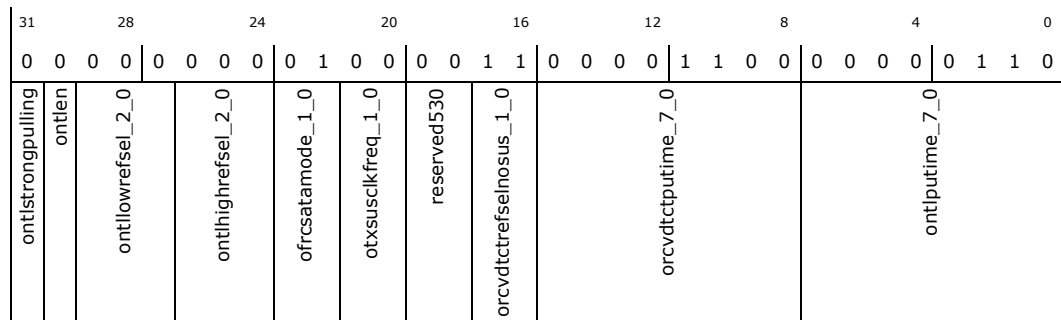 31 28 24 20 16 12 8 4 0
0 0 0 0 0 0 0 0 0 1 0 0 0 0 1 1 0 0 0 0 1 1 0 0 0 0 0 0 0 1 1 0
ontlstrongpulling
ontlen
ontllowrefsel_2_0
ontlhighrefsel_2_0
ofrcsatamode_1_0
otxsusclkfreq_1_0
reserved530
orcvdtctrefselnosus_1_0
orcvdtctputime_7_0
ontlputime_7_0